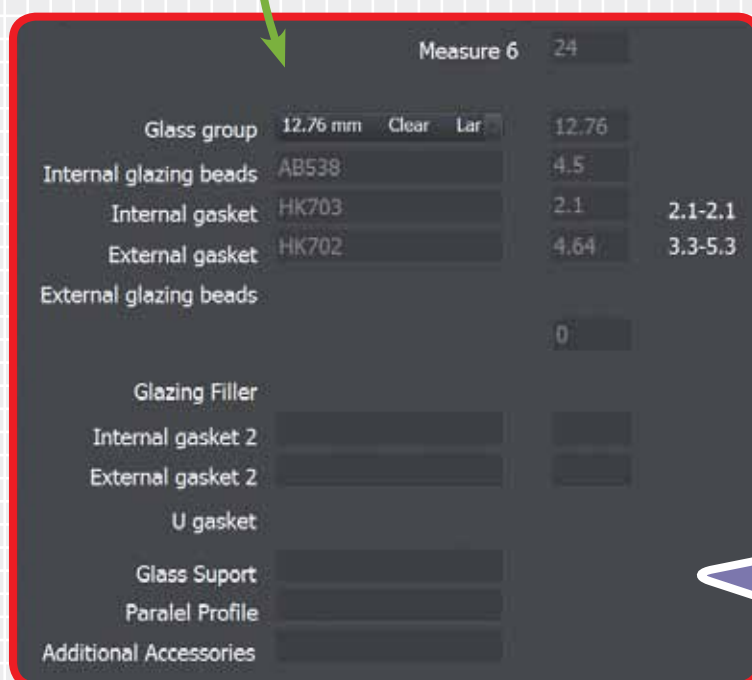 Measure 6 24
Glass group 12.76 mm Clear Lar 12.76
Internal glazing beads AB538 4.5
Internal gasket HK703 2.1 2.1-2.1
External gasket HK702 4.64 3.3-5.3
External glazing beads
0
Glazing Filler
Internal gasket 2
External gasket 2
U gasket
Glass Suport
Paralel Profile
Additional Accessories